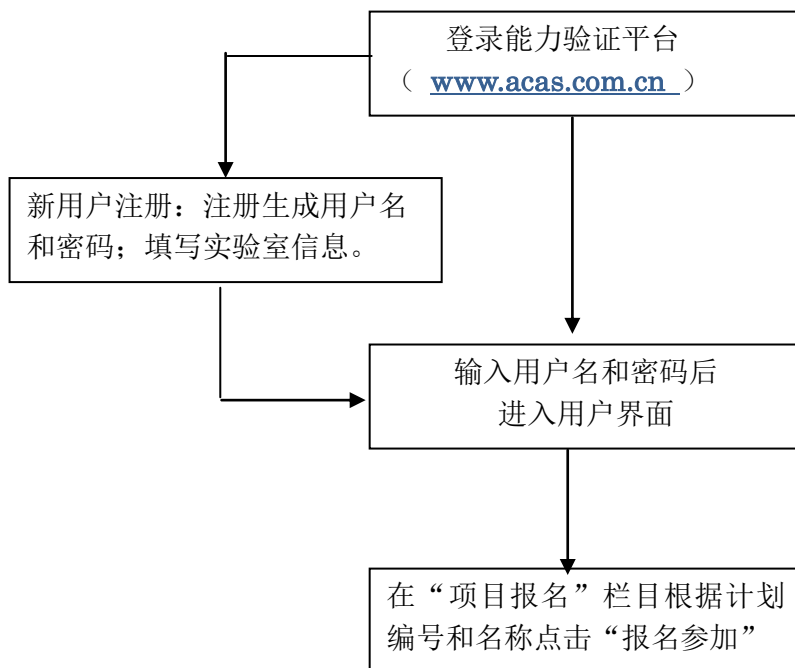 登录能力验证平台
（ www.acas.com.cn ）
新用户注册：注册生成用户名
和密码；填写实验室信息。
输入用户名和密码后
进入用户界面
在“项目报名”栏目根据计划
编号和名称点击“报名参加”